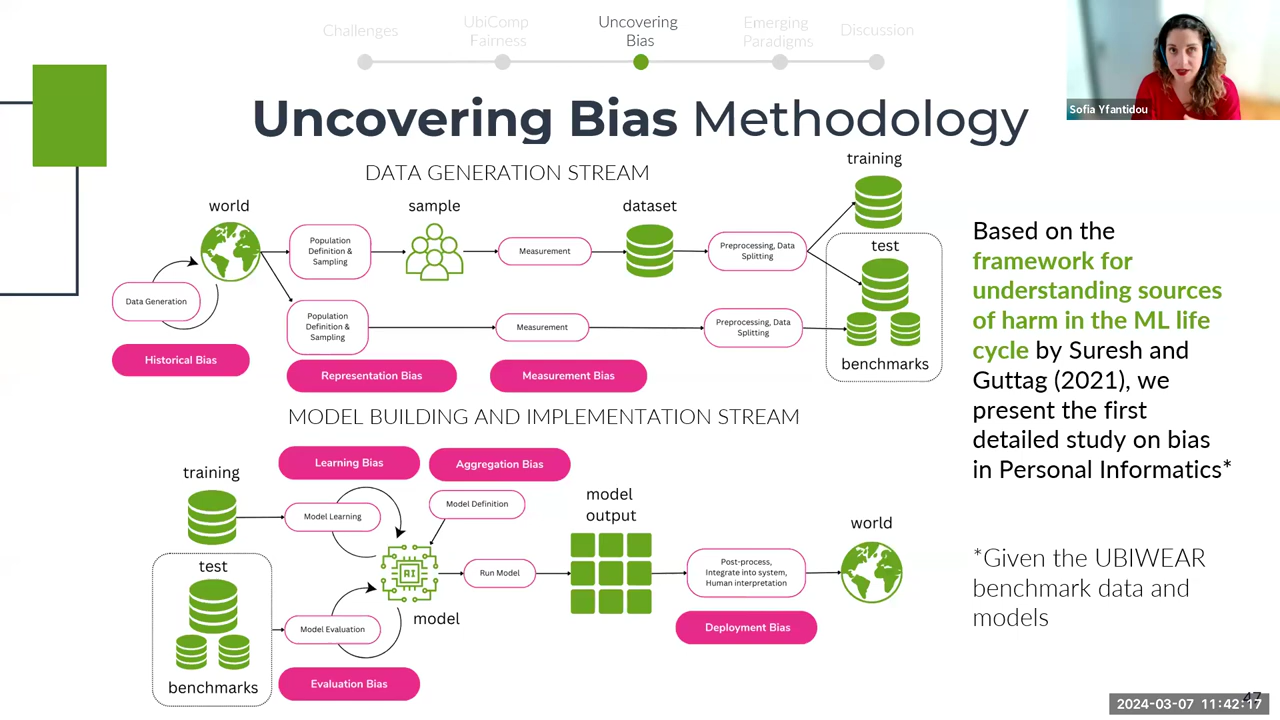 Challenges
UbiComp
Fairness
Uncovering
Bias
Emerging
Paradigms
Discussion
Sofia Yfantidou
Uncovering Bias Methodology
DATA GENERATION STREAM
training
world
sample
dataset
test
Population
Definition &
Sampling
Measurement
Preprocessing, Data
Splitting
Data Generation
Population
Definition &
Sampling
Measurement
Preprocessing, Data
Splitting
benchmarks
Historical Bias
Representation Bias
Measurement Bias
MODEL BUILDING AND IMPLEMENTATION STREAM
Learning Bias
Aggregation Bias
training
Model Learning
Model Definition
model
output
world
test
AI
Run Model
Post-process,
Integrate into system,
Human interpretation
model
Model Evaluation
Deployment Bias
benchmarks
Evaluation Bias
Based on the
framework for
understanding sources
of harm in the ML life
cycle by Suresh and
Guttag (2021), we
present the first
detailed study on bias
in Personal Informatics*
*Given the UBIWEAR
benchmark data and
models
47
2024-03-07 11:42:17